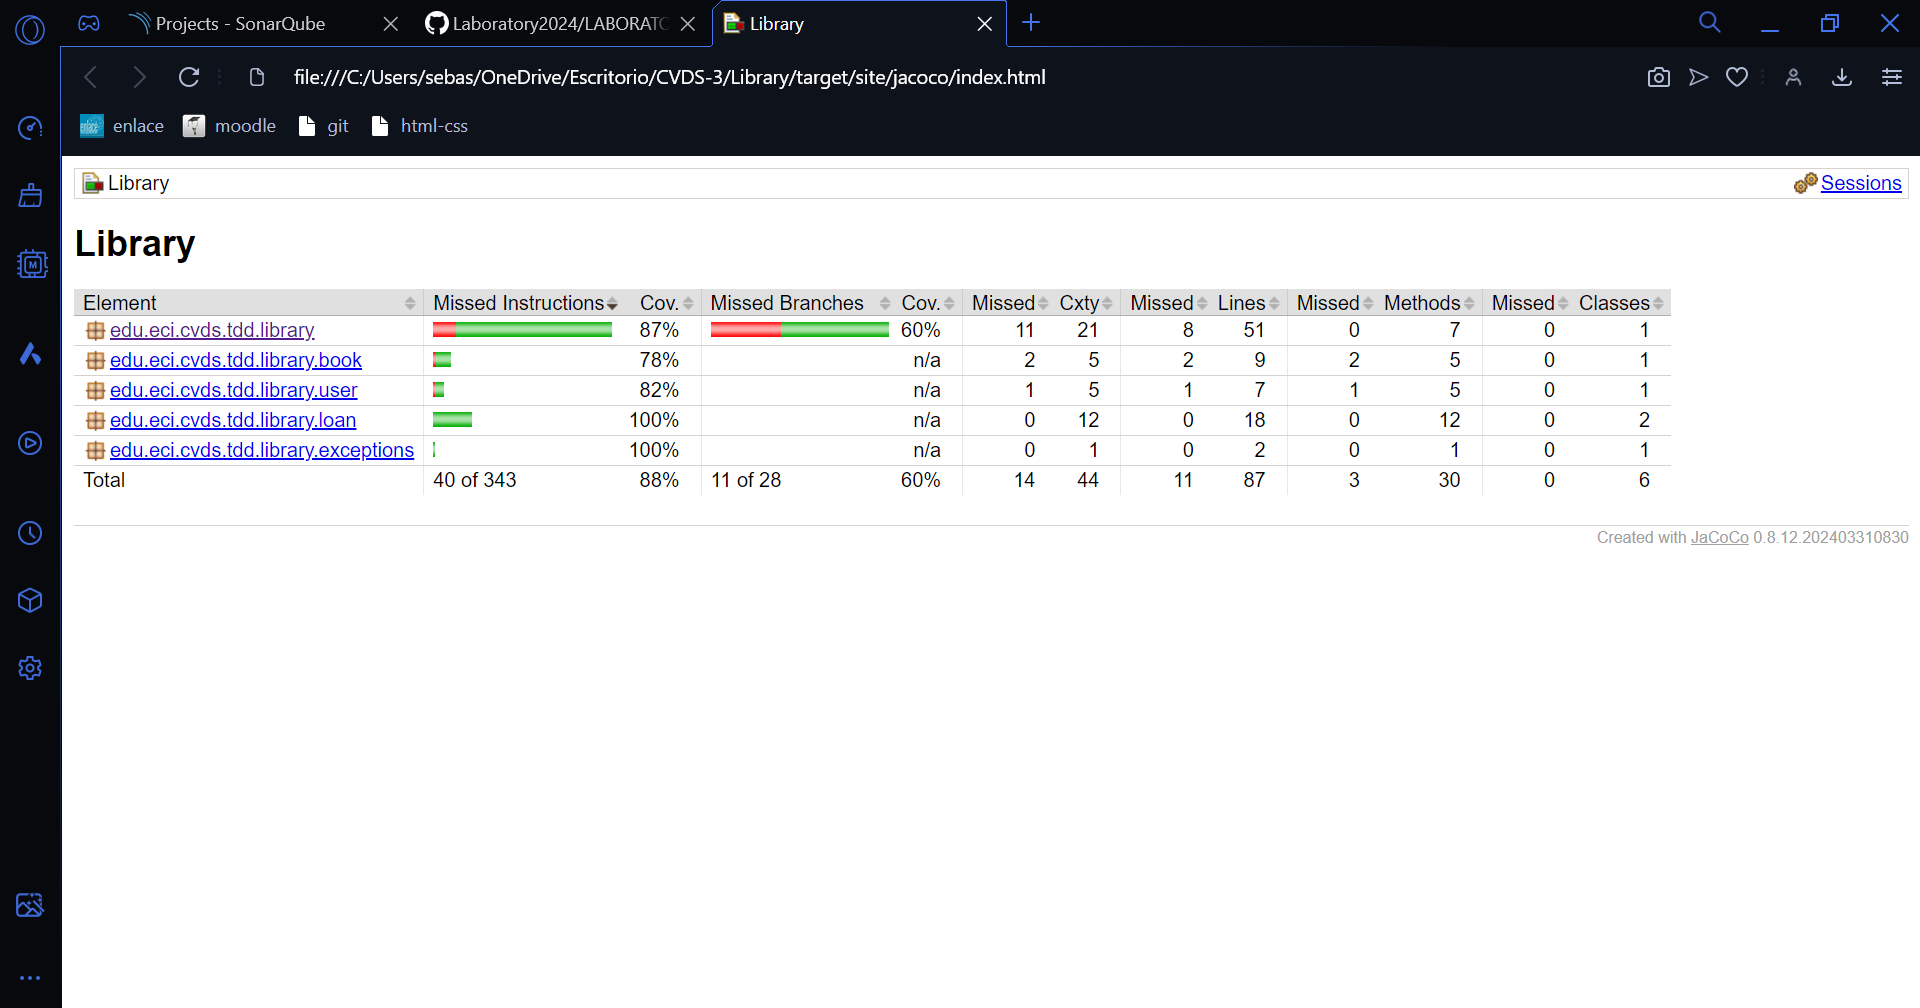 Projects - SonarQube
Laboratory2024/LABORATO
Library
file:///C:/Users/sebas/OneDrive/Escritorio/CVDS-3/Library/target/site/jacoco/index.html
enlace moodle git html-css
Library Sessions
Library
Element Missed Instructions Cov. Missed Branches Cov. Missed Cxty Missed Lines Missed Methods Missed Classes
edu.eci.cvds.tdd.library 87% 60% 11 21 8 51 0 7 0 1
edu.eci.cvds.tdd.library.book 78% n/a 2 5 2 9 2 5 0 1
edu.eci.cvds.tdd.library.user 82% n/a 1 5 1 7 1 5 0 1
edu.eci.cvds.tdd.library.loan 100% n/a 0 12 0 18 0 12 0 2
edu.eci.cvds.tdd.library.exceptions 100% n/a 0 1 0 2 0 1 0 1
Total 40 of 343 88% 11 of 28 60% 14 44 11 87 3 30 0 6
Created with JaCoCo 0.8.12.202403310830